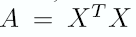 A = X^T X